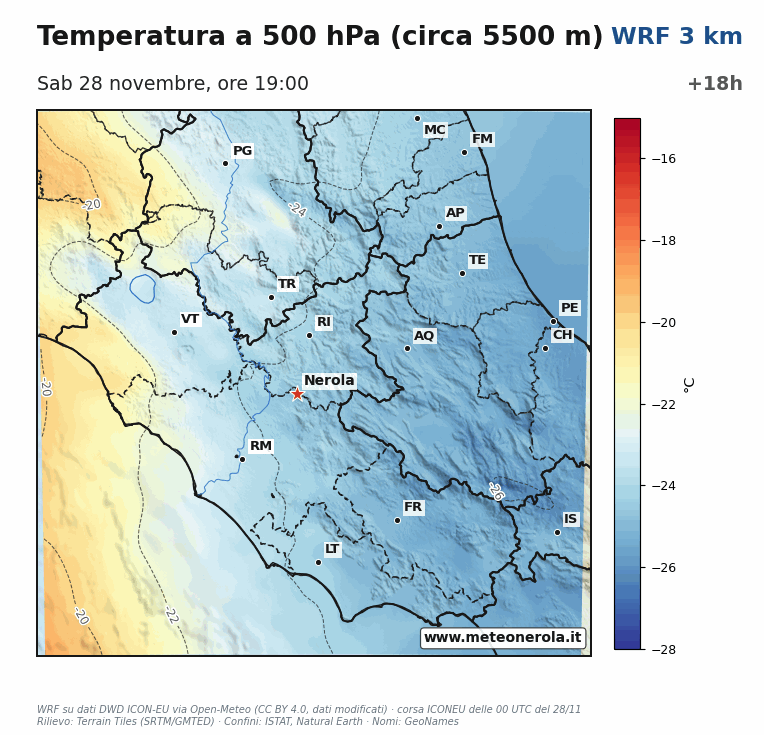 Temperatura a 500 hPa (circa 5500 m) WRF 3 km
Sab 28 novembre, ore 19:00 +18h
MC
FM
PG
-20
-24
AP
TE
TR
PE
VT
RI
AQ
CH
-20
Nerola
RM
-26
FR
IS
LT
-20
-22
www.meteonerola.it
−16
−18
−20
−22
−24
−26
−28
°C
WRF su dati DWD ICON-EU via Open-Meteo (CC BY 4.0, dati modificati) · corsa ICONEU delle 00 UTC del 28/11
Rilievo: Terrain Tiles (SRTM/GMTED) · Confini: ISTAT, Natural Earth · Nomi: GeoNames